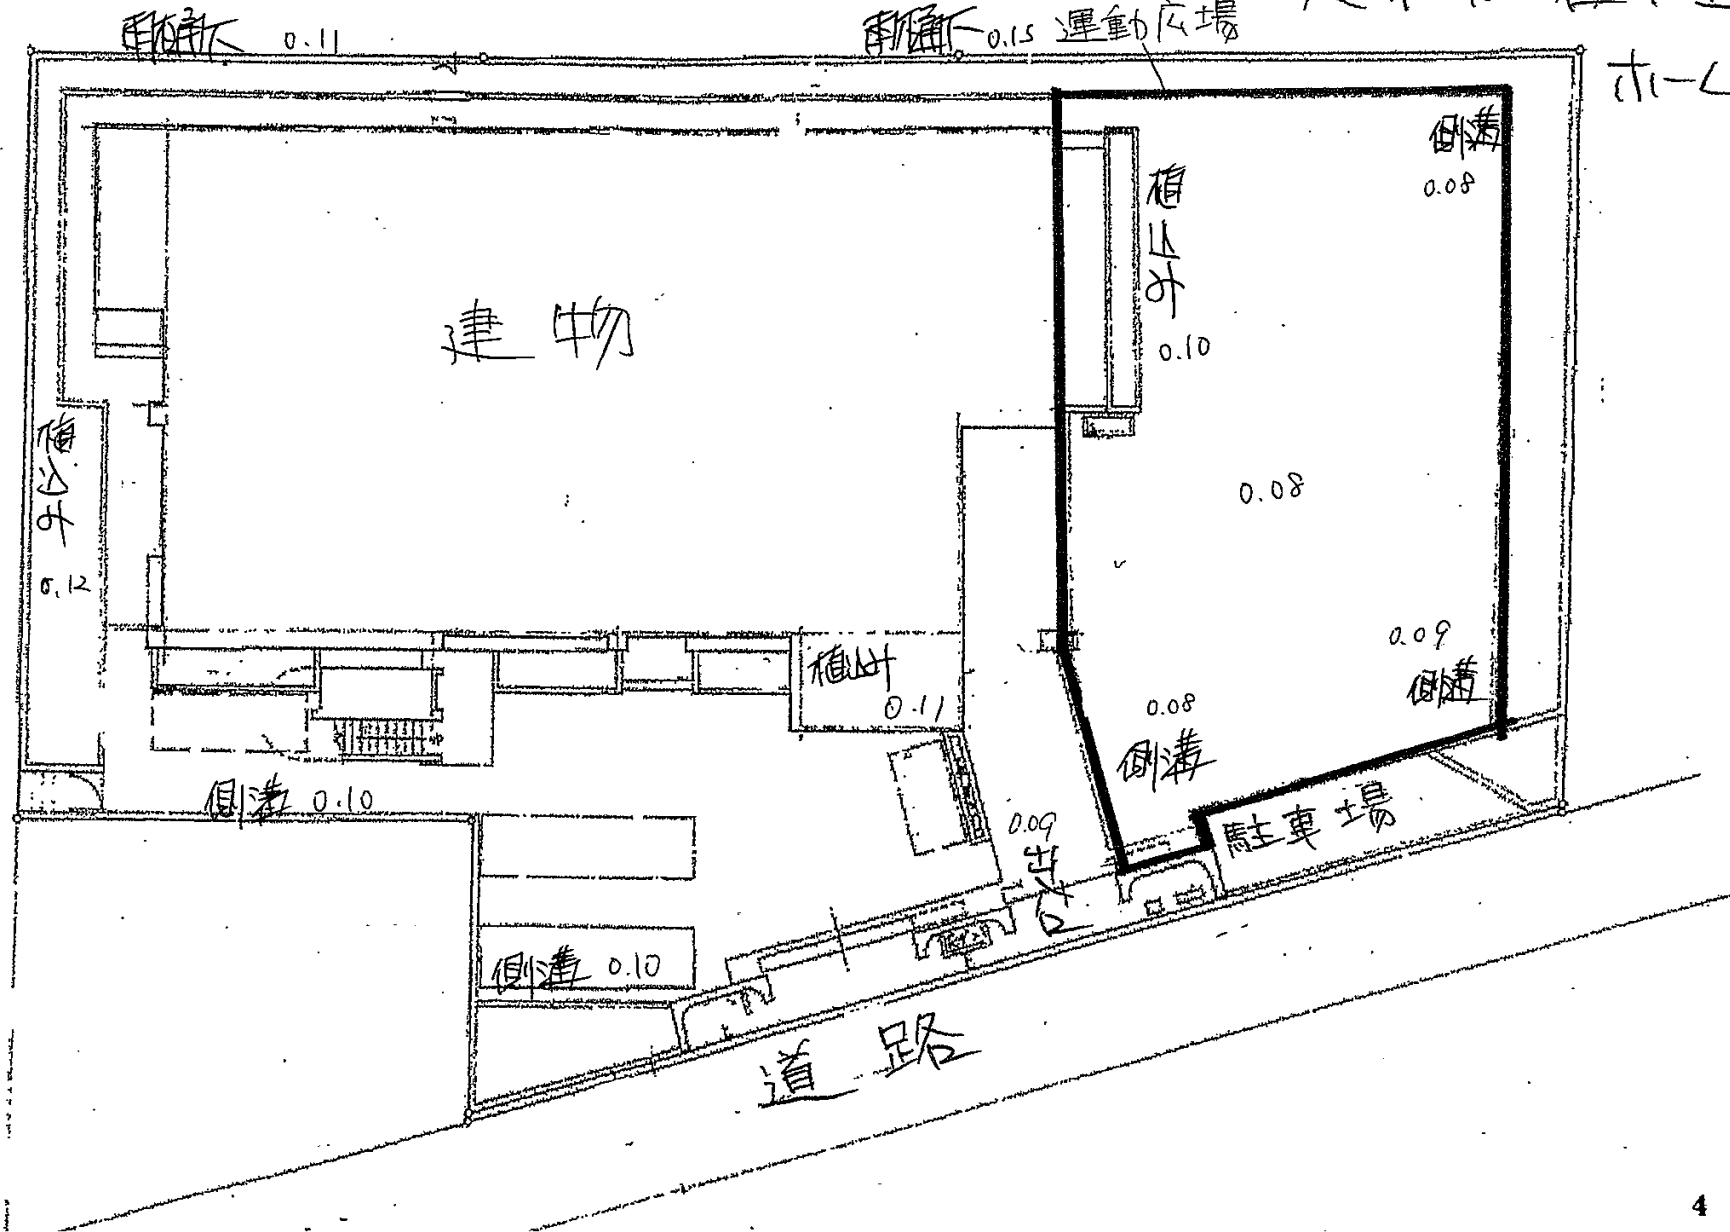 雨樋下 0.11
雨樋下 0.15 運動広場
ホーム
側溝
0.08
植込み
0.10
建物
植込み
0.12
0.08
0.09
側溝
植込み
0.11
0.08
側溝
側溝 0.10
0.09
出入口
駐車場
側溝 0.10
道路
4